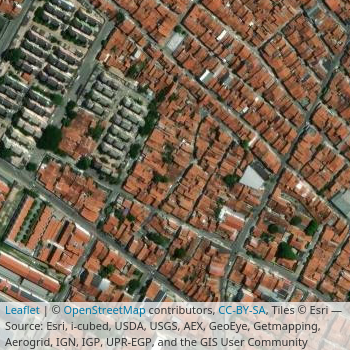 Leaflet | © OpenStreetMap contributors, CC-BY-SA, Tiles © Esri —
Source: Esri, i-cubed, USDA, USGS, AEX, GeoEye, Getmapping,
Aerogrid, IGN, IGP, UPR-EGP, and the GIS User Community